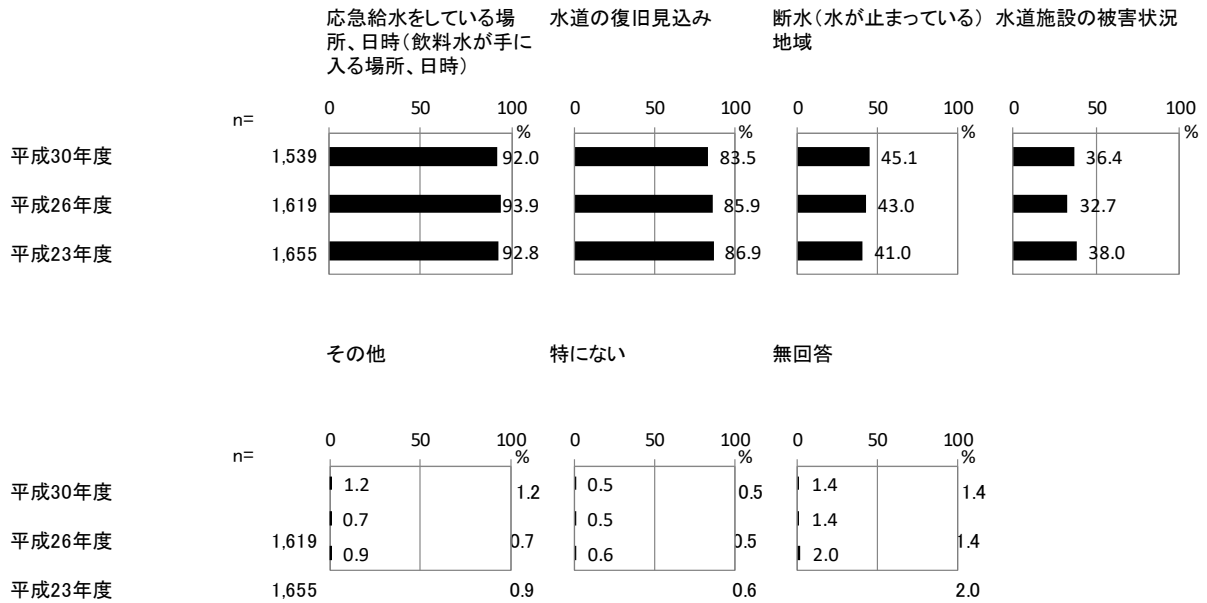 応急給水をしている場 水道の復旧見込み 断水(水が止まっている) 水道施設の被害状況
所、日時(飲料水が手に 地域
入る場所、日時)
0 50 100 0 50 100 0 50 100 0 50 100
n= % % % %
平成30年度 1,539 92.0 83.5 45.1 36.4
平成26年度 1,619 93.9 85.9 43.0 32.7
平成23年度 1,655 92.8 86.9 41.0 38.0
その他 特にない 無回答
0 50 100 0 50 100 0 50 100
n= % % %
平成30年度 1.2 1.2 0.5 0.5 1.4 1.4
0.7 0.5 1.4
平成26年度 1,619 0.7 0.5 1.4
0.9 0.6 2.0
平成23年度 1,655 0.9 0.6 2.0